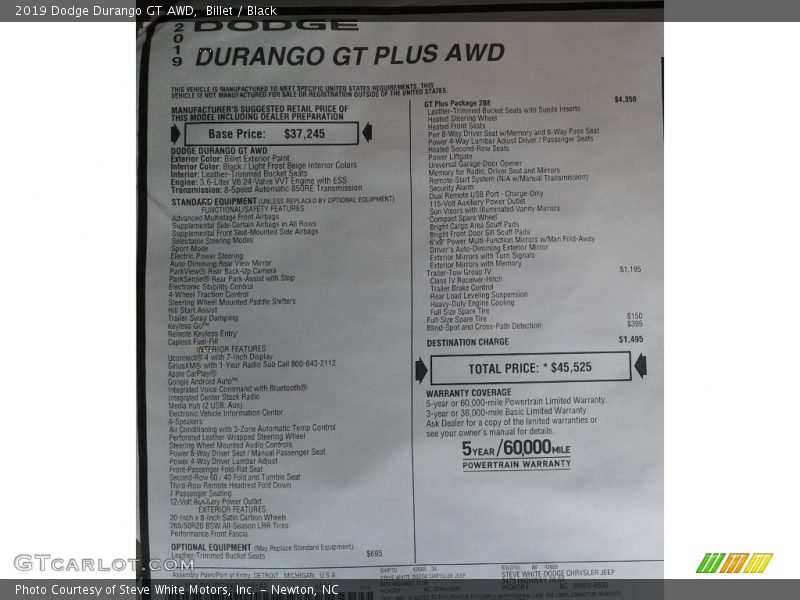 2019 Dodge Durango GT AWD, Billet / Black
2019
DODGE
DURANGO GT PLUS AWD
THIS VEHICLE IS MANUFACTURED TO MEET SPECIFIC UNITED STATES REQUIREMENTS. THIS
VEHICLE IS NOT MANUFACTURED FOR SALE OR REGISTRATION OUTSIDE OF THE UNITED STATES.
MANUFACTURER'S SUGGESTED RETAIL PRICE OF
THIS MODEL INCLUDING DEALER PREPARATION
Base Price: $37,245
DODGE DURANGO GT AWD
Exterior Color: Billet Exterior Paint
Interior Color: Black / Light Frost Beige Interior Colors
Interior: Leather-Trimmed Bucket Seats
Engine: 3.6-Liter V6 24-Valve VVT Engine with ESS
Transmission: 8-Speed Automatic 850RE Transmission
STANDARD EQUIPMENT (UNLESS REPLACED BY OPTIONAL EQUIPMENT)
FUNCTIONAL/SAFETY FEATURES
Advanced Multistage Front Airbags
Supplemental Side-Curtain Airbags in All Rows
Supplemental Front Seat-Mounted Side Airbags
Selectable Steering Modes
Sport Mode
Electric Power Steering
Auto-Dimming Rear View Mirror
ParkView® Rear Back-Up Camera
ParkSense® Rear Park-Assist with Stop
Electronic Stability Control
4-Wheel Traction Control
Steering Wheel Mounted Paddle Shifters
Hill Start Assist
Trailer Sway Damping
Keyless Go™
Remote Keyless Entry
Capless Fuel-Fill
INTERIOR FEATURES
Uconnect® 4 with 7-Inch Display
SiriusXM® with 1-Year Radio Sub Call 800-643-2112
Apple CarPlay®
Google Android Auto™
Integrated Voice Command with Bluetooth®
Integrated Center Stack Radio
Media Hub (2 USB, Aux)
Electronic Vehicle Information Center
6-Speakers
Air Conditioning with 3-Zone Automatic Temp Control
Perforated Leather-Wrapped Steering Wheel
Steering Wheel Mounted Audio Controls
Power 8-Way Driver Seat / Manual Passenger Seat
Power 4-Way Driver Lumbar Adjust
Front-Passenger Fold-Flat Seat
Second-Row 60 / 40 Fold and Tumble Seat
Third-Row Remote Headrest Fold Down
7 Passenger Seating
12-Volt Auxiliary Power Outlet
EXTERIOR FEATURES
20-Inch x 8-Inch Satin Carbon Wheels
265/50R20 BSW All-Season LRR Tires
Performance Front Fascia
OPTIONAL EQUIPMENT (May Replace Standard Equipment)
Leather-Trimmed Bucket Seats $695
GT Plus Package 2BE $4,350
Leather-Trimmed Bucket Seats with Suede Inserts
Heated Steering Wheel
Heated Front Seats
Pwr 8-Way Driver Seat w/Memory and 6-Way Pass Seat
Power 4-Way Lumbar Adjust Driver / Passenger Seats
Heated Second-Row Seats
Power Liftgate
Universal Garage-Door Opener
Memory for Radio, Driver Seat and Mirrors
Remote-Start System (N/A w/Manual Transmission)
Security Alarm
Dual Remote USB Port - Charge-Only
115-Volt Auxiliary Power Outlet
Sun Visors with Illuminated Vanity Mirrors
Compact Spare Wheel
Bright Cargo Area Scuff Pads
Bright Front Door Sill Scuff Pads
6"x9" Power Multi-Function Mirrors w/Man Fold-Away
Driver's Auto-Dimming Exterior Mirror
Exterior Mirrors with Turn Signals
Exterior Mirrors with Memory
Trailer-Tow Group IV $1,195
Class IV Receiver-Hitch
Trailer Brake Control
Rear Load Leveling Suspension
Heavy-Duty Engine Cooling
Full Size Spare Tire
Full-Size Spare Tire $150
Blind-Spot and Cross-Path Detection $395
DESTINATION CHARGE $1,495
TOTAL PRICE: * $45,525
WARRANTY COVERAGE
5-year or 60,000-mile Powertrain Limited Warranty.
3-year or 36,000-mile Basic Limited Warranty.
Ask Dealer for a copy of the limited warranties or
see your owner's manual for details.
5YEAR/60,000MILE
POWERTRAIN WARRANTY
Assembly Point/Port of Entry: DETROIT, MICHIGAN, U.S.A.
STEVE WHITE DODGE CHRYSLER JEEP
STEVE WHITE DODGE CHRYSLER JEEP
HICKORY
GTCARLOT.COM
Photo Courtesy of Steve White Motors, Inc. – Newton, NC